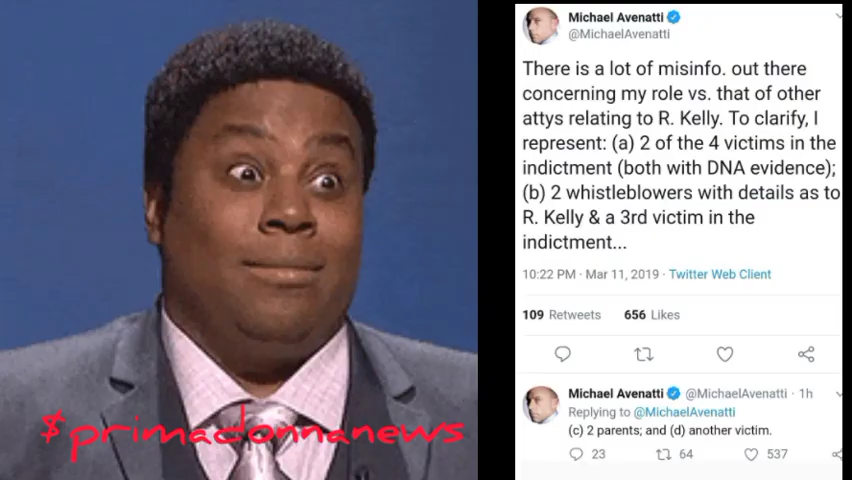 $primadonnanews
Michael Avenatti
@MichaelAvenatti
There is a lot of misinfo. out there
concerning my role vs. that of other
attys relating to R. Kelly. To clarify, I
represent: (a) 2 of the 4 victims in the
indictment (both with DNA evidence);
(b) 2 whistleblowers with details as to
R. Kelly & a 3rd victim in the
indictment...
10:22 PM · Mar 11, 2019 · Twitter Web Client
109 Retweets 656 Likes
Michael Avenatti @MichaelAvenatti · 1h
Replying to @MichaelAvenatti
(c) 2 parents; and (d) another victim.
23 64 537